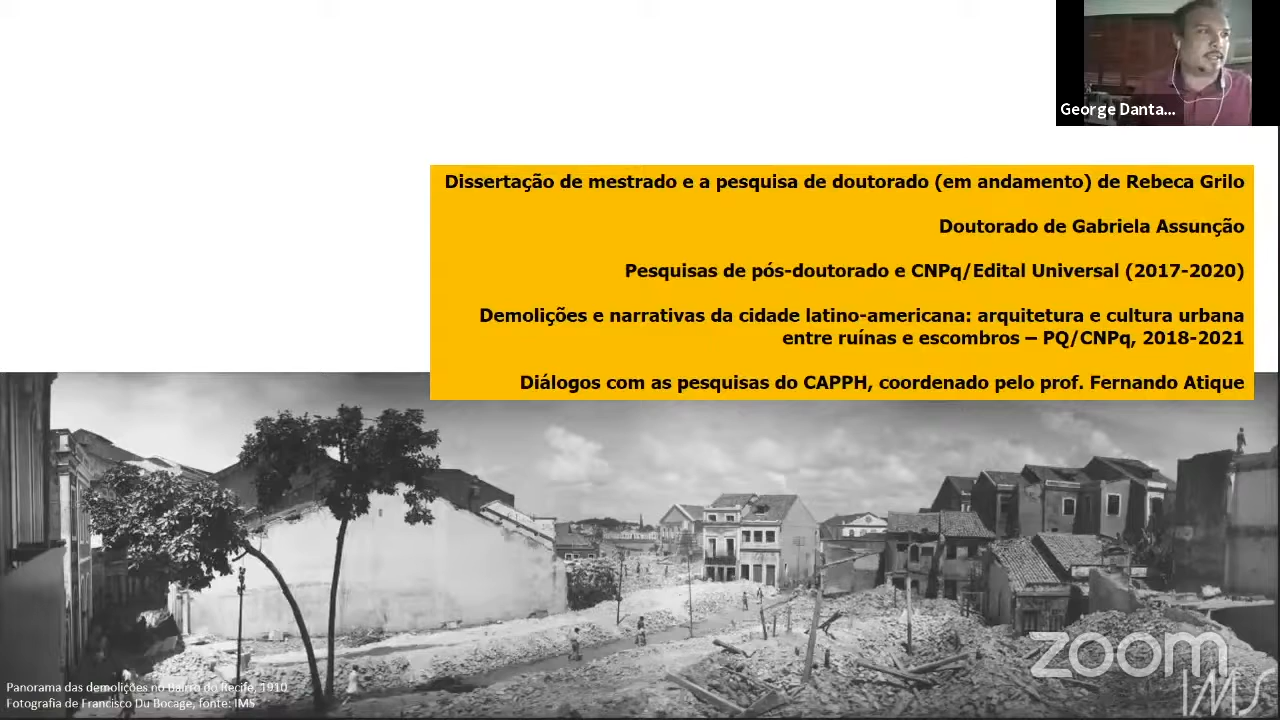 George Danta...
Dissertação de mestrado e a pesquisa de doutorado (em andamento) de Rebeca Grilo
Doutorado de Gabriela Assunção
Pesquisas de pós-doutorado e CNPq/Edital Universal (2017-2020)
Demolições e narrativas da cidade latino-americana: arquitetura e cultura urbana
entre ruínas e escombros – PQ/CNPq, 2018-2021
Diálogos com as pesquisas do CAPPH, coordenado pelo prof. Fernando Atique
zoom
IMS
Panorama das demolições no Bairro do Recife, 1910
Fotografia de Francisco Du Bocage, fonte: IMS